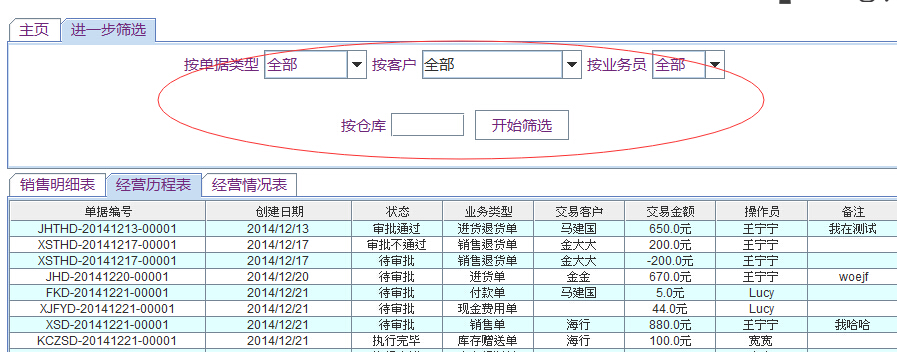 主页 进一步筛选
按单据类型 全部 按客户 全部 按业务员 全部
按仓库 开始筛选
销售明细表 经营历程表 经营情况表
单据编号 创建日期 状态 业务类型 交易客户 交易金额 操作员 备注
JHTHD-20141213-00001 2014/12/13 审批通过 进货退货单 马建国 650.0元 王宁宁 我在测试
XSTHD-20141217-00001 2014/12/17 审批不通过 销售退货单 金大大 200.0元 王宁宁
XSTHD-20141217-00001 2014/12/17 待审批 销售退货单 金大大 -200.0元 王宁宁
JHD-20141220-00001 2014/12/20 待审批 进货单 金金 670.0元 王宁宁 woejf
FKD-20141221-00001 2014/12/21 待审批 付款单 马建国 5.0元 Lucy
XJFYD-20141221-00001 2014/12/21 待审批 现金费用单 44.0元 Lucy
XSD-20141221-00001 2014/12/21 待审批 销售单 海行 880.0元 王宁宁 我哈哈
KCZSD-20141221-00001 2014/12/21 执行完毕 库存赠送单 海行 100.0元 宽宽